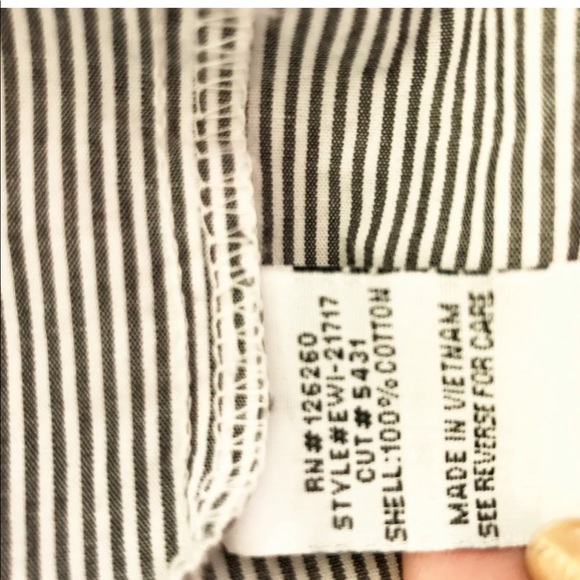 RN#126260
STYLE#EWI-21717
CUT#5431
SHELL:100%COTTON
MADE IN VIETNAM
SEE REVERSE FOR CARE